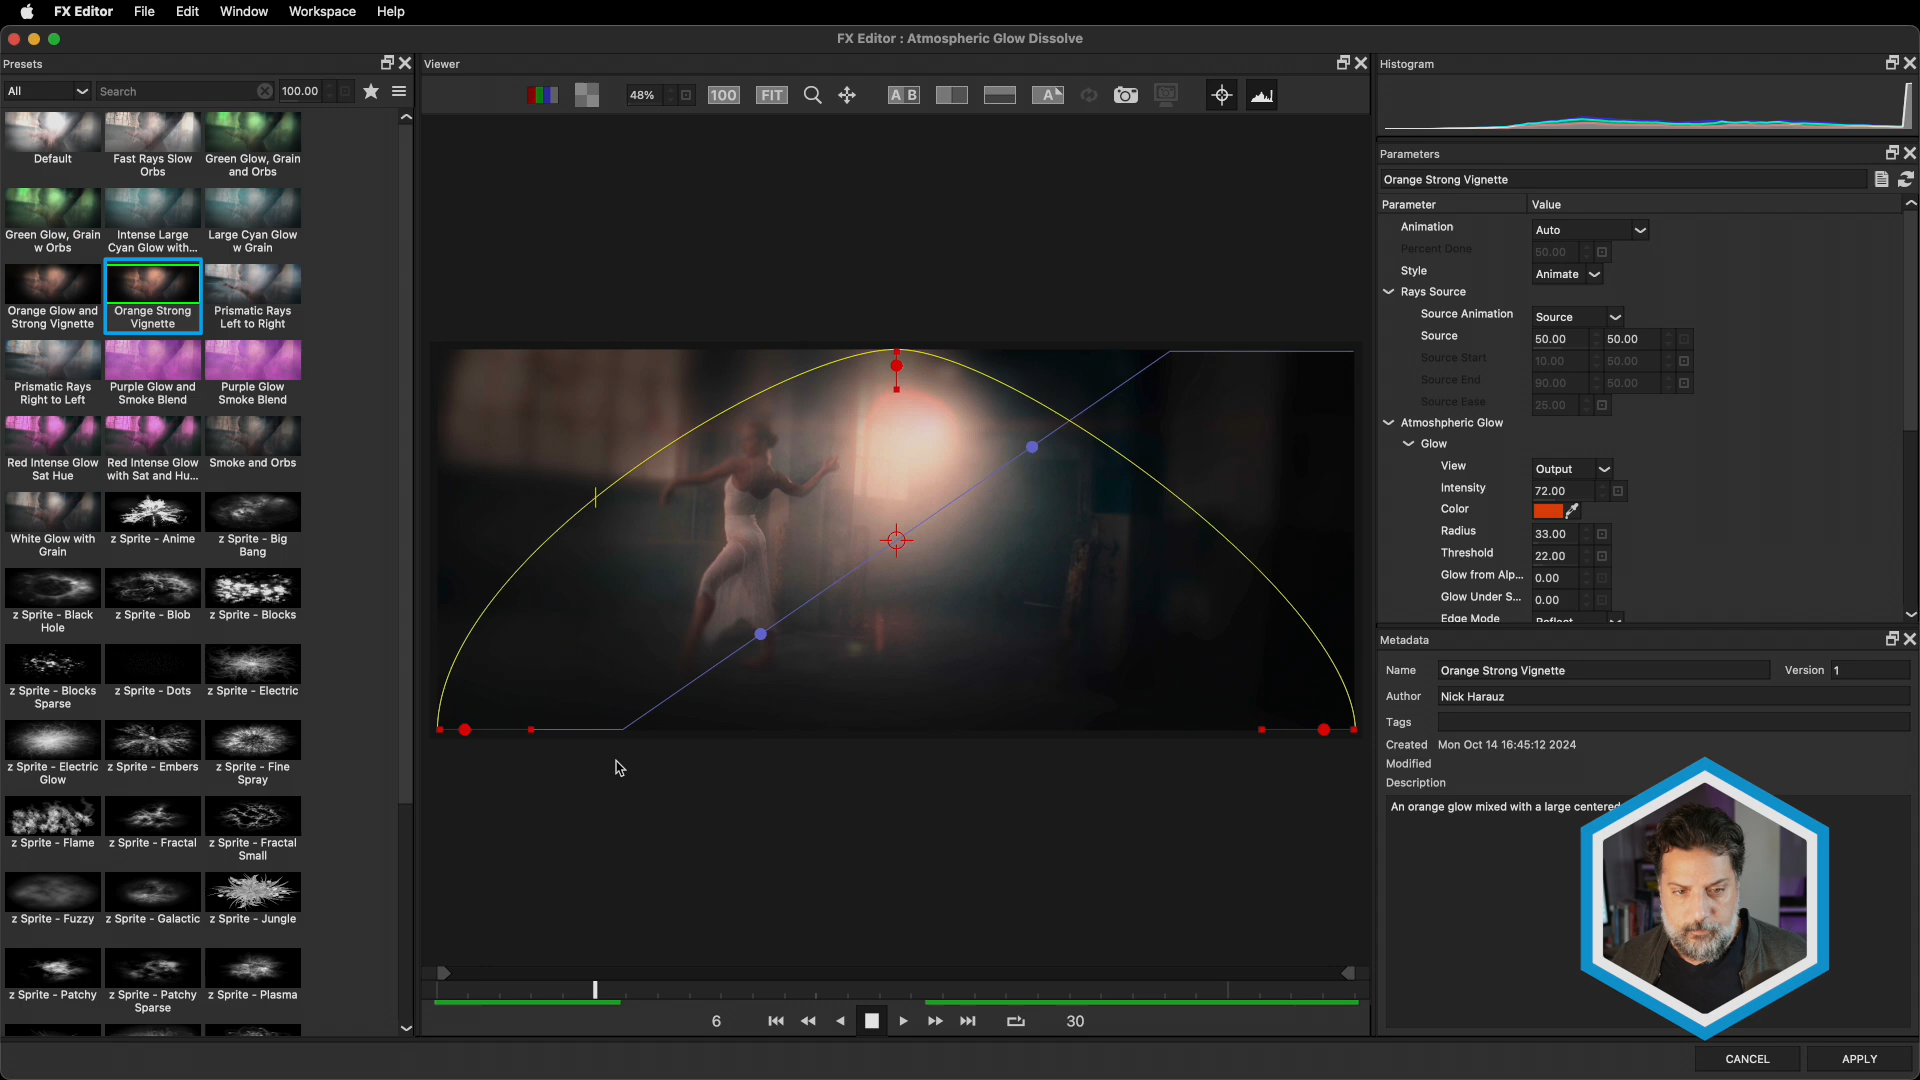 FX Editor File Edit Window Workspace Help
FX Editor : Atmospheric Glow Dissolve
Presets
All Search 100.00
Default
Fast Rays Slow
Orbs
Green Glow, Grain
and Orbs
Green Glow, Grain
w Orbs
Intense Large
Cyan Glow with...
Large Cyan Glow
w Grain
Orange Glow and
Strong Vignette
Orange Strong
Vignette
Prismatic Rays
Left to Right
Prismatic Rays
Right to Left
Purple Glow and
Smoke Blend
Purple Glow
Smoke Blend
Red Intense Glow
Sat Hue
Red Intense Glow
with Sat and Hu...
Smoke and Orbs
White Glow with
Grain
z Sprite - Anime
z Sprite - Big
Bang
z Sprite - Black
Hole
z Sprite - Blob
z Sprite - Blocks
z Sprite - Blocks
Sparse
z Sprite - Dots
z Sprite - Electric
z Sprite - Electric
Glow
z Sprite - Embers
z Sprite - Fine
Spray
z Sprite - Flame
z Sprite - Fractal
z Sprite - Fractal
Small
z Sprite - Fuzzy
z Sprite - Galactic
z Sprite - Jungle
z Sprite - Patchy
z Sprite - Patchy
Sparse
z Sprite - Plasma
Viewer
48% 100 FIT A B A
6 30
Histogram
Parameters
Orange Strong Vignette
Parameter Value
Animation Auto
Percent Done 50.00
Style Animate
Rays Source
Source Animation Source
Source 50.00 50.00
Source Start 10.00 50.00
Source End 90.00 50.00
Source Ease 25.00
Atmoshpheric Glow
Glow
View Output
Intensity 72.00
Color
Radius 33.00
Threshold 22.00
Glow from Alp... 0.00
Glow Under S... 0.00
Edge Mode Reflect
Metadata
Name Orange Strong Vignette Version 1
Author Nick Harauz
Tags
Created Mon Oct 14 16:45:12 2024
Modified
Description
An orange glow mixed with a large centered
CANCEL APPLY